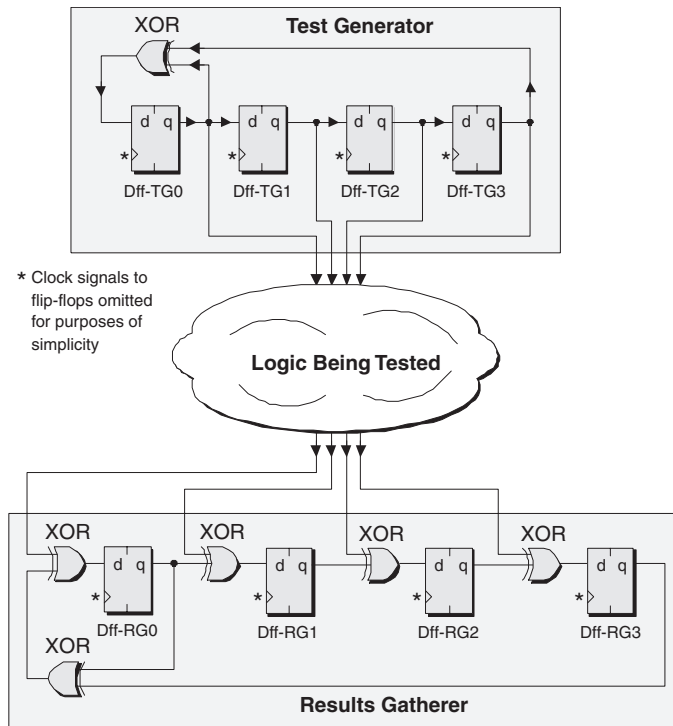 Test Generator
XOR
d q
d q
d q
d q
*
*
*
*
Dff-TG0
Dff-TG1
Dff-TG2
Dff-TG3
* Clock signals to
flip-flops omitted
for purposes of
simplicity
Logic Being Tested
XOR
XOR
XOR
XOR
d q
d q
d q
d q
*
*
*
*
Dff-RG0
Dff-RG1
Dff-RG2
Dff-RG3
XOR
Results Gatherer